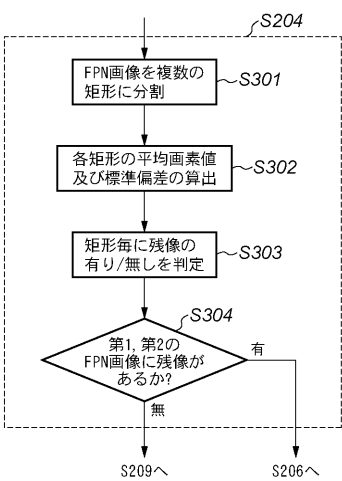 S204
FPN画像を複数の
矩形に分割
S301
各矩形の平均画素値
及び標準偏差の算出
S302
矩形毎に残像の
有り/無しを判定
S303
S304
第1, 第2の
FPN画像に残像が
あるか?
有
無
S209へ
S206へ